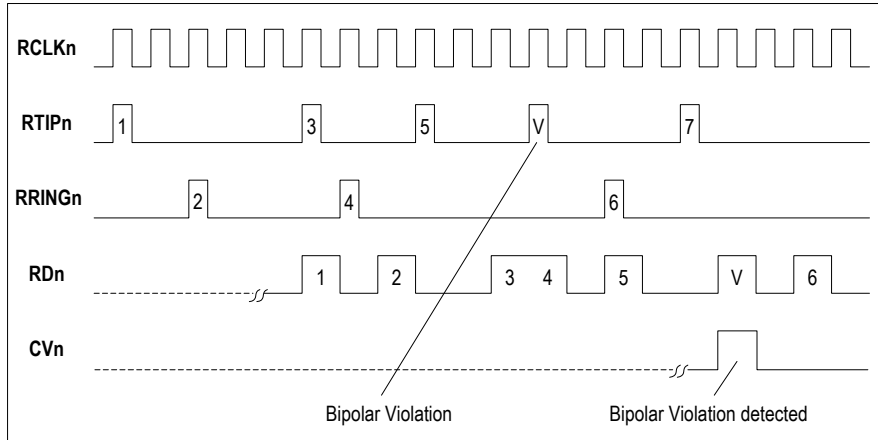 RCLKn
RTIPn 1 3 5 V 7
RRINGn 2 4 6
RDn 1 2 3 4 5 V 6
CVn
Bipolar Violation Bipolar Violation detected